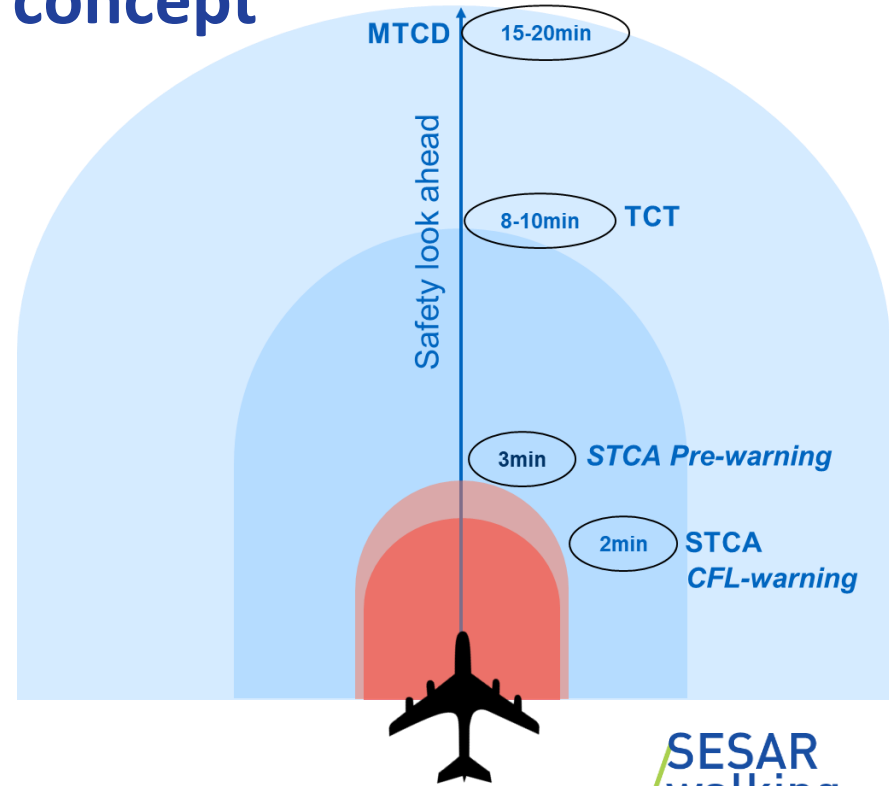 concept
MTCD
15-20min
Safety look ahead
8-10min
TCT
3min
STCA Pre-warning
2min
STCA
CFL-warning
SESAR
walking